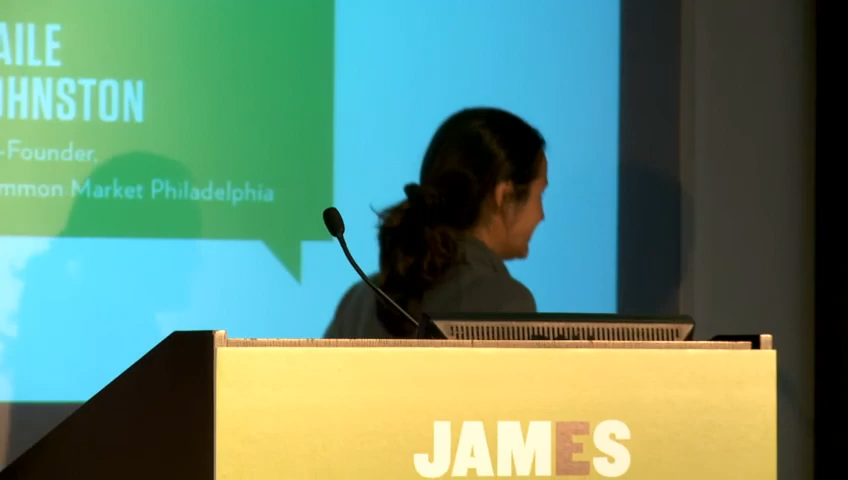 AILE
OHNSTON
-Founder,
mmon Market Philadelphia
JAMES